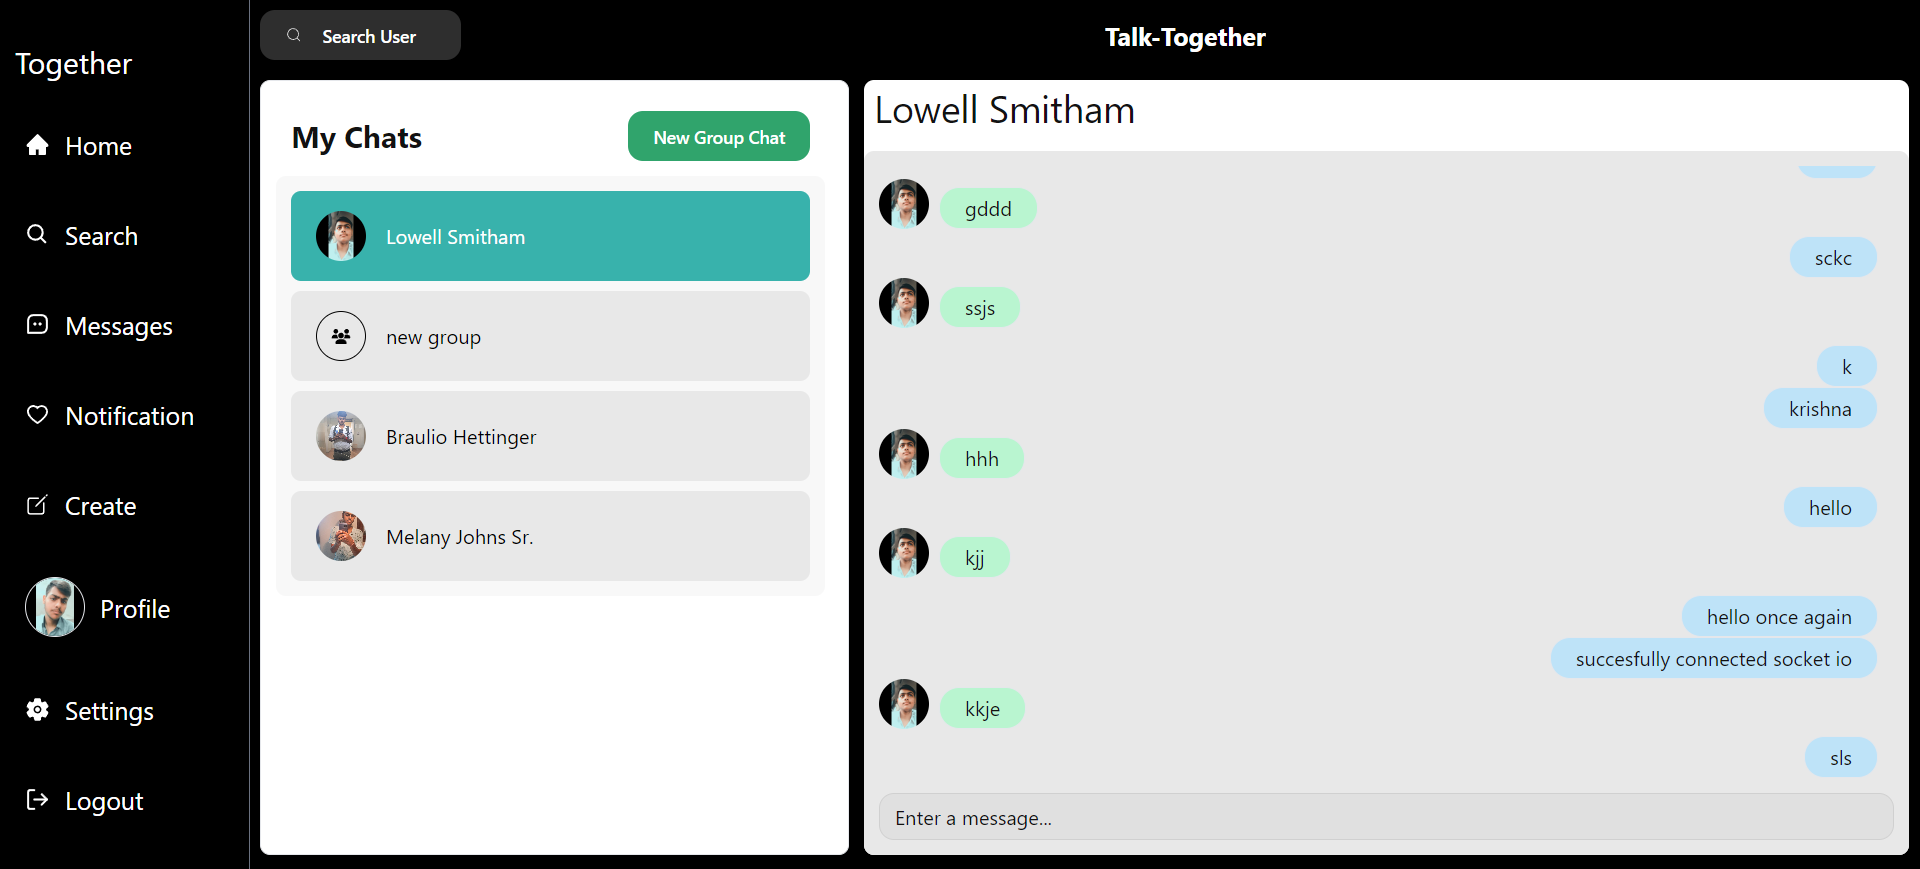 Together
Home
Search
Messages
Notification
Create
Profile
Settings
Logout
Search User
Talk-Together
My Chats
New Group Chat
Lowell Smitham
new group
Braulio Hettinger
Melany Johns Sr.
Lowell Smitham
gddd
sckc
ssjs
k
krishna
hhh
hello
kjj
hello once again
succesfully connected socket io
kkje
sls
Enter a message...